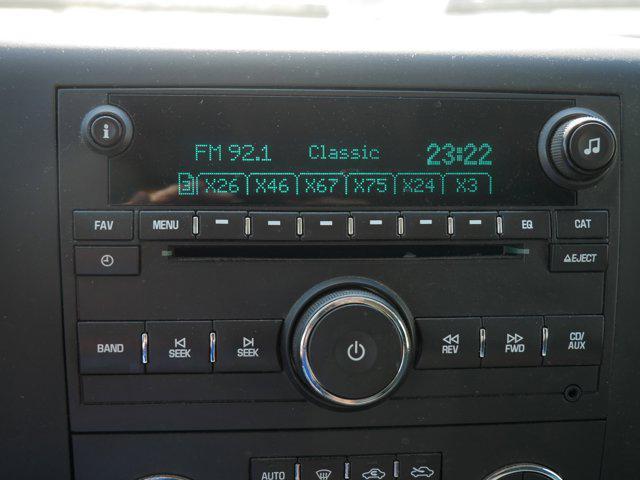 FM 92.1 Classic 23:22
3 X26 X46 X67 X75 X24 X3
FAV MENU EQ CAT
EJECT
BAND SEEK SEEK REV FWD CD/AUX
AUTO